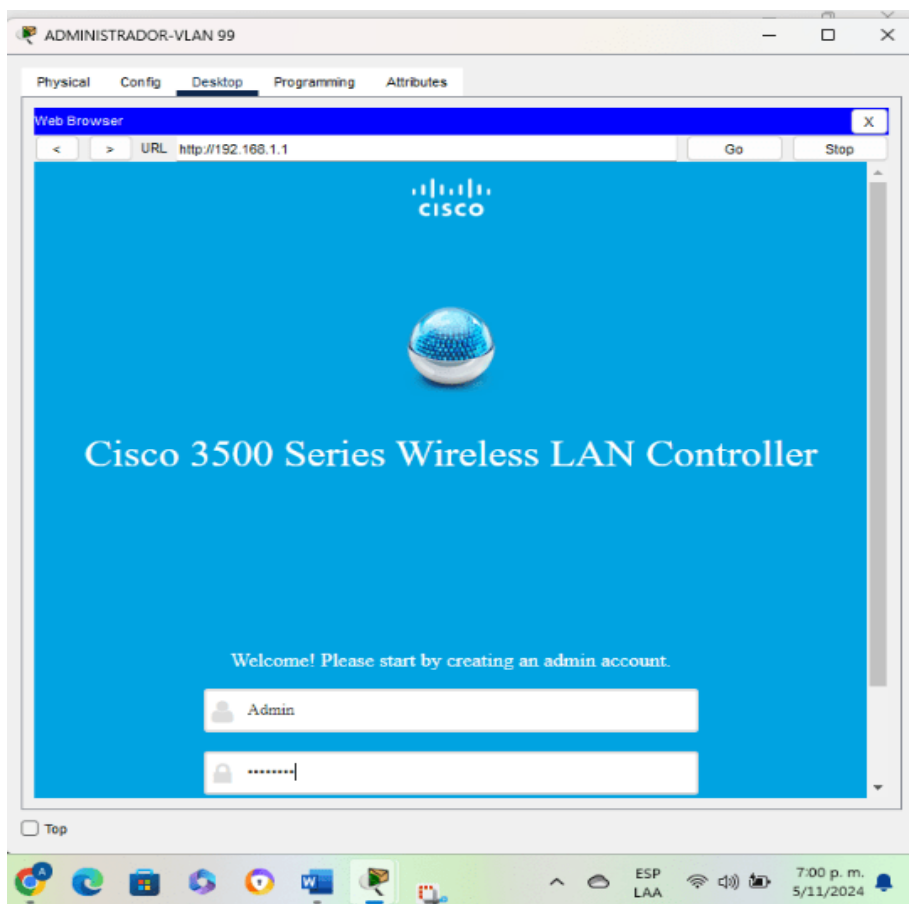 ADMINISTRADOR-VLAN 99
Physical Config Desktop Programming Attributes
Web Browser X
< > URL http://192.168.1.1 Go Stop
CISCO
Cisco 3500 Series Wireless LAN Controller
Welcome! Please start by creating an admin account.
Admin
••••••••
Top
ESP
LAA
7:00 p. m.
5/11/2024